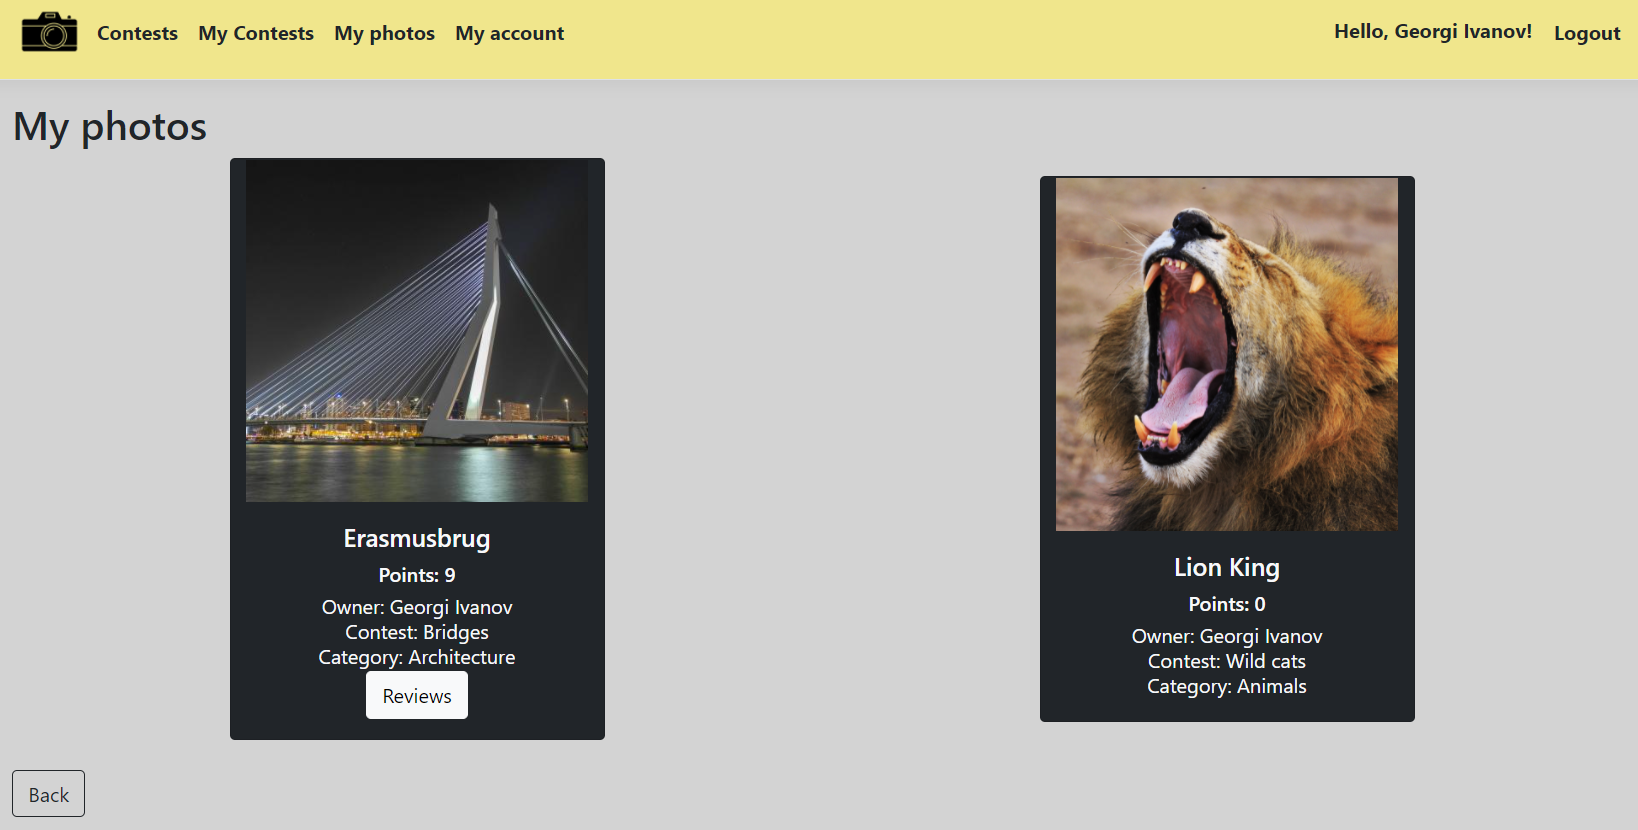 Contests My Contests My photos My account Hello, Georgi Ivanov! Logout
My photos
Erasmusbrug
Points: 9
Owner: Georgi Ivanov
Contest: Bridges
Category: Architecture
Reviews
Lion King
Points: 0
Owner: Georgi Ivanov
Contest: Wild cats
Category: Animals
Back